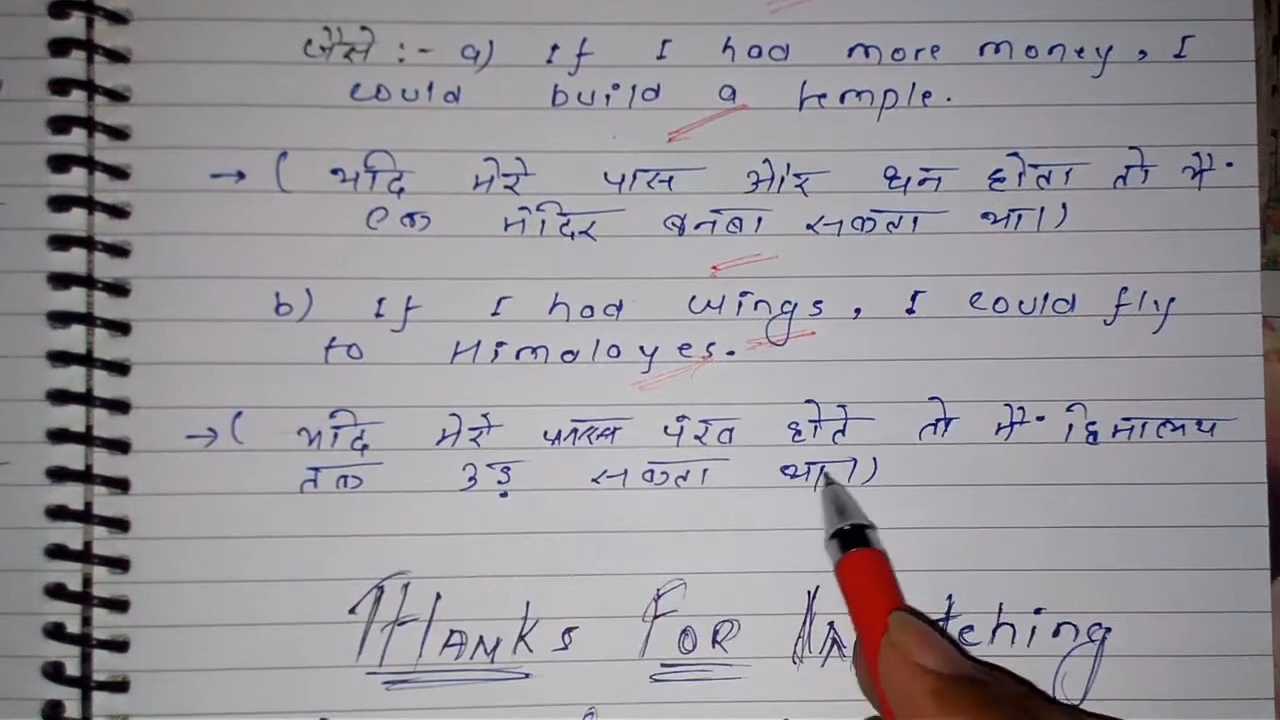 जैसे :- a) If I had more money, I
could build a temple.
→ ( यदि मेरे पास और धन होता तो मैं
एक मंदिर बनवा सकता था।)
b) If I had wings, I could fly
to Himaloyes.
→ ( यदि मेरे पास पंख होते तो मैं हिमालय
तक उड़ सकता था।)
Thanks For